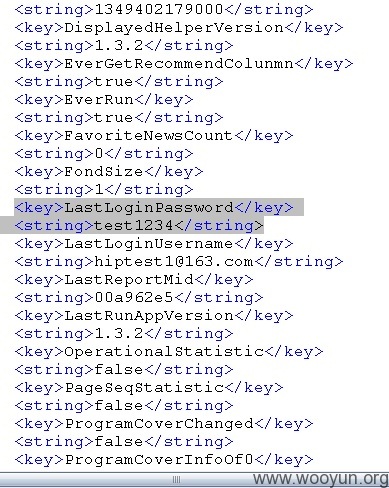 <string>1349402179000</string>
<key>DisplayedHelperVersion</key>
<string>1.3.2</string>
<key>EverGetRecommendColunmn</key>
<string>true</string>
<key>EverRun</key>
<string>true</string>
<key>FavoriteNewsCount</key>
<string>0</string>
<key>FondSize</key>
<string>1</string>
<key>LastLoginPassword</key>
<string>test1234</string>
<key>LastLoginUsername</key>
<string>hiptest1@163.com</string>
<key>LastReportMid</key>
<string>00a962e5</string>
<key>LastRunAppVersion</key>
<string>1.3.2</string>
<key>OperationalStatistic</key>
<string>false</string>
<key>PageSeqStatistic</key>
<string>false</string>
<key>ProgramCoverChanged</key>
<string>false</string>
<key>ProgramCoverInfoOf0</key>
www.wooyun.org